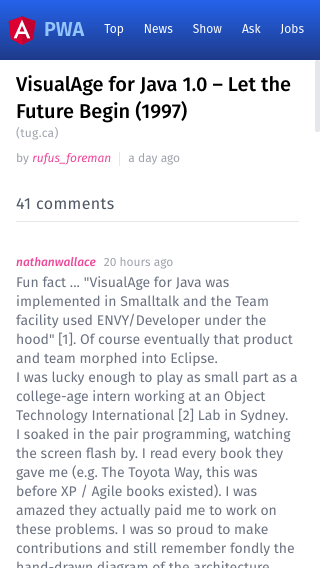 PWA Top News Show Ask Jobs
VisualAge for Java 1.0 – Let the
Future Begin (1997)
(tug.ca)
by rufus_foreman a day ago
41 comments
nathanwallace 20 hours ago
Fun fact ... "VisualAge for Java was
implemented in Smalltalk and the Team
facility used ENVY/Developer under the
hood" [1]. Of course eventually that product
and team morphed into Eclipse.
I was lucky enough to play as small part as a
college-age intern working at an Object
Technology International [2] Lab in Sydney.
I soaked in the pair programming, watching
the screen flash by. I read every book they
gave me (e.g. The Toyota Way, this was
before XP / Agile books existed). I was
amazed they actually paid me to work on
these problems. I was so proud to make
contributions and still remember fondly the
hand-drawn diagram of the architecture